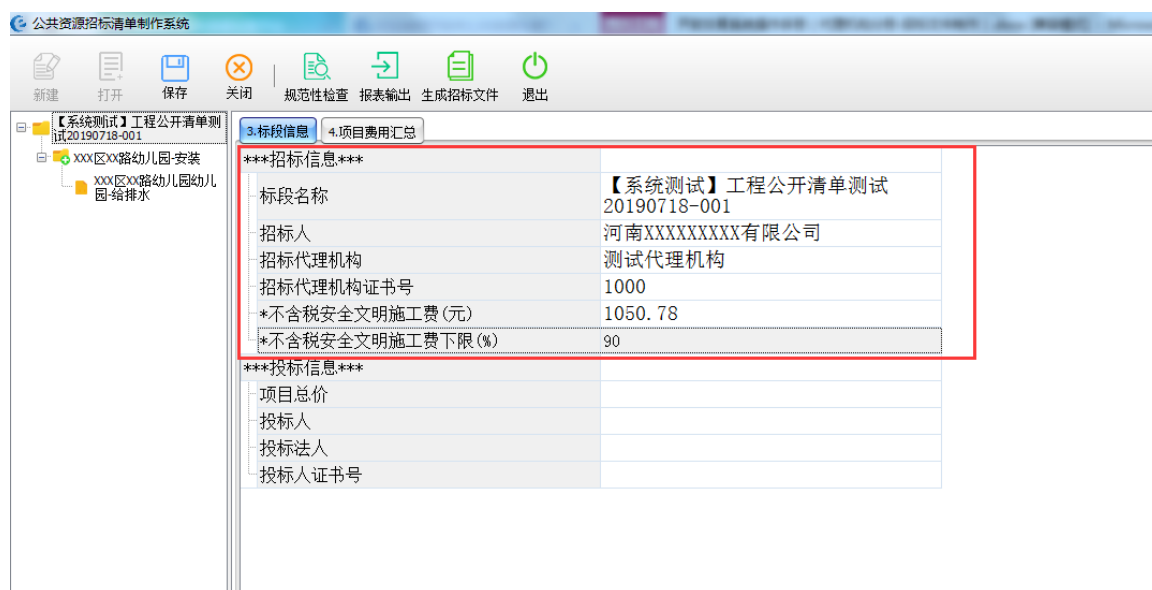 公共资源招标清单制作系统
新建
打开
保存
关闭
规范性检查
报表输出
生成招标文件
退出
【系统测试】工程公开清单测
试20190718-001
XXX区XX路幼儿园-安装
XXX区XX路幼儿园幼儿
园-给排水
3.标段信息
4.项目费用汇总
***招标信息***
标段名称
【系统测试】工程公开清单测试
20190718-001
招标人
河南XXXXXXXXX有限公司
招标代理机构
测试代理机构
招标代理机构证书号
1000
*不含税安全文明施工费(元)
1050.78
*不含税安全文明施工费下限(%)
90
***投标信息***
项目总价
投标人
投标法人
投标人证书号